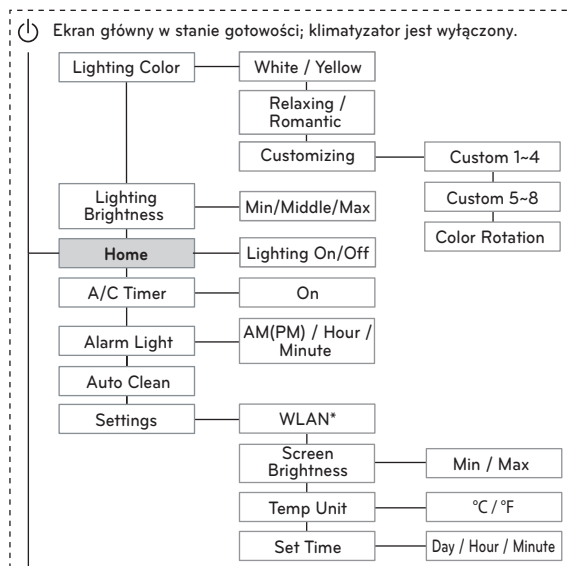 Ekran główny w stanie gotowości; klimatyzator jest wyłączony.
Lighting Color
White / Yellow
Relaxing /
Romantic
Customizing
Custom 1~4
Custom 5~8
Color Rotation
Lighting
Brightness
Min/Middle/Max
Home
Lighting On/Off
A/C Timer
On
Alarm Light
AM(PM) / Hour /
Minute
Auto Clean
Settings
WLAN*
Screen
Brightness
Min / Max
Temp Unit
°C / °F
Set Time
Day / Hour / Minute